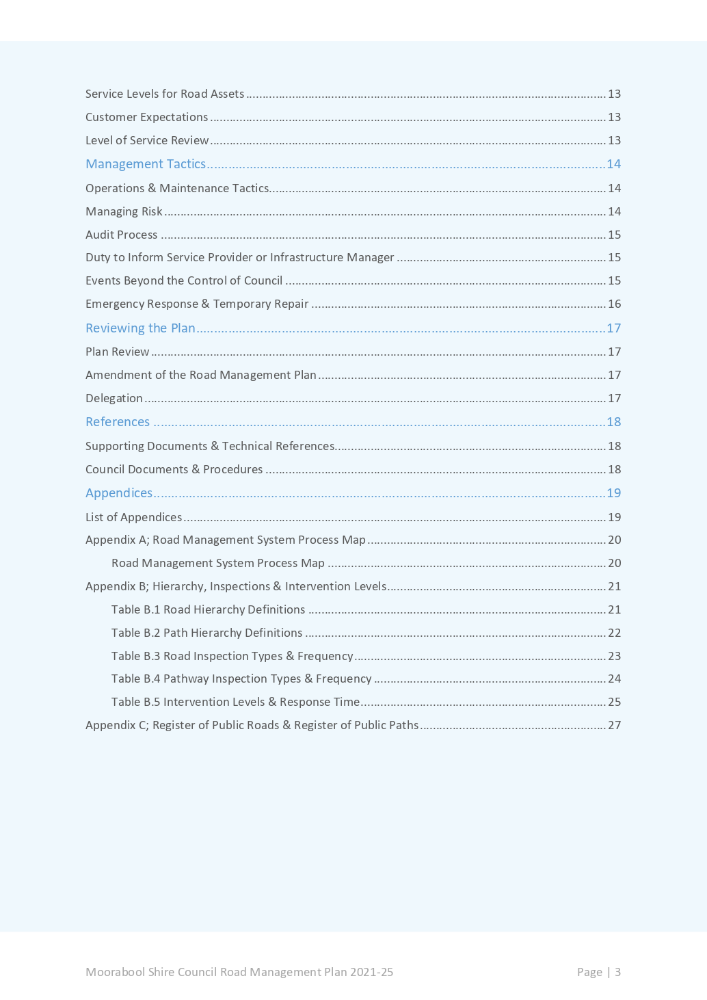 Service Levels for Road Assets ........ 13
Customer Expectations ........ 13
Level of Service Review ........ 13
Management Tactics ........ 14
Operations & Maintenance Tactics ........ 14
Managing Risk ........ 14
Audit Process ........ 15
Duty to Inform Service Provider or Infrastructure Manager ........ 15
Events Beyond the Control of Council ........ 15
Emergency Response & Temporary Repair ........ 16
Reviewing the Plan ........ 17
Plan Review ........ 17
Amendment of the Road Management Plan ........ 17
Delegation ........ 17
References ........ 18
Supporting Documents & Technical References ........ 18
Council Documents & Procedures ........ 18
Appendices ........ 19
List of Appendices ........ 19
Appendix A; Road Management System Process Map ........ 20
Road Management System Process Map ........ 20
Appendix B; Hierarchy, Inspections & Intervention Levels ........ 21
Table B.1 Road Hierarchy Definitions ........ 21
Table B.2 Path Hierarchy Definitions ........ 22
Table B.3 Road Inspection Types & Frequency ........ 23
Table B.4 Pathway Inspection Types & Frequency ........ 24
Table B.5 Intervention Levels & Response Time ........ 25
Appendix C; Register of Public Roads & Register of Public Paths ........ 27
Moorabool Shire Council Road Management Plan 2021-25 Page | 3